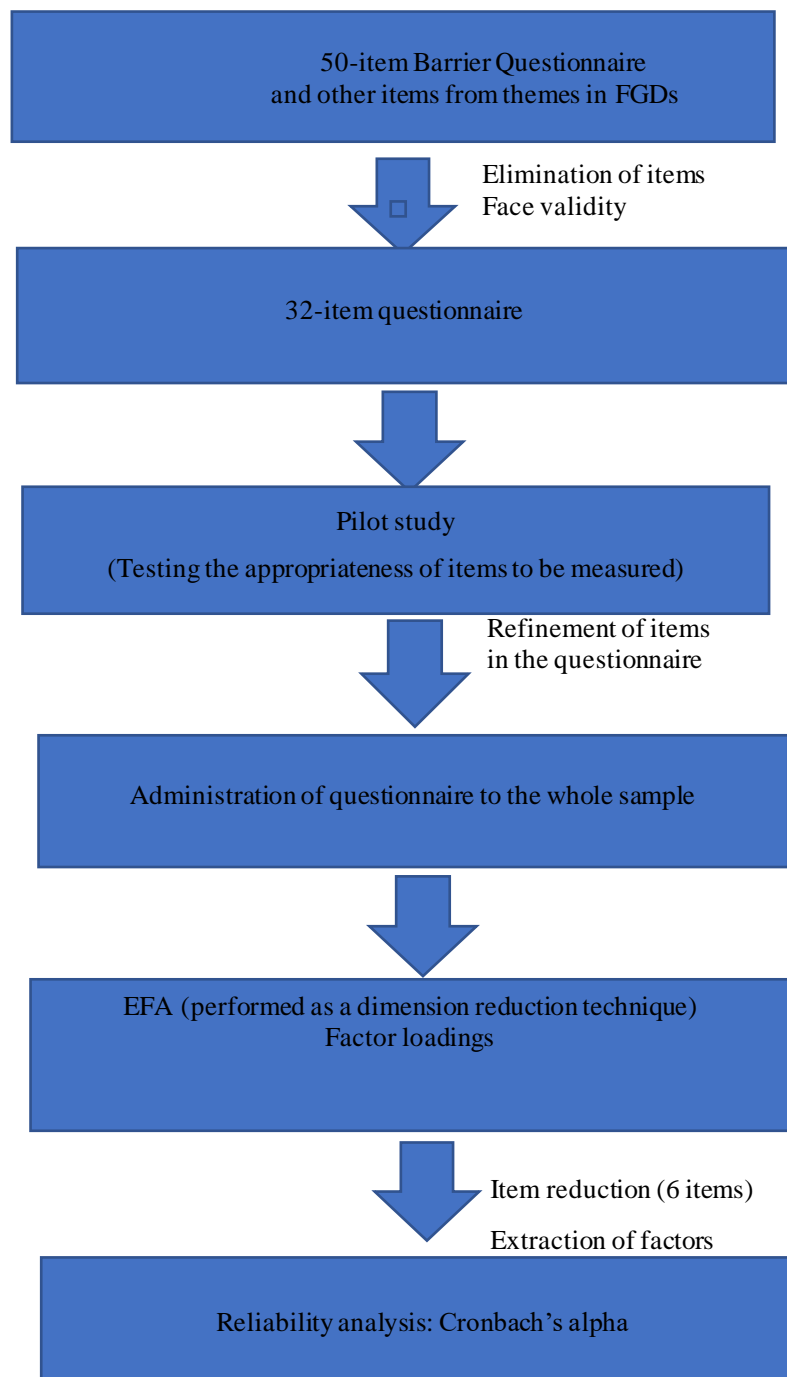 50-item Barrier Questionnaire
and other items from themes in FGDs
Elimination of items
Face validity
32-item questionnaire
Pilot study
(Testing the appropriateness of items to be measured)
Refinement of items
in the questionnaire
Administration of questionnaire to the whole sample
EFA (performed as a dimension reduction technique)
Factor loadings
Item reduction (6 items)
Extraction of factors
Reliability analysis: Cronbach’s alpha